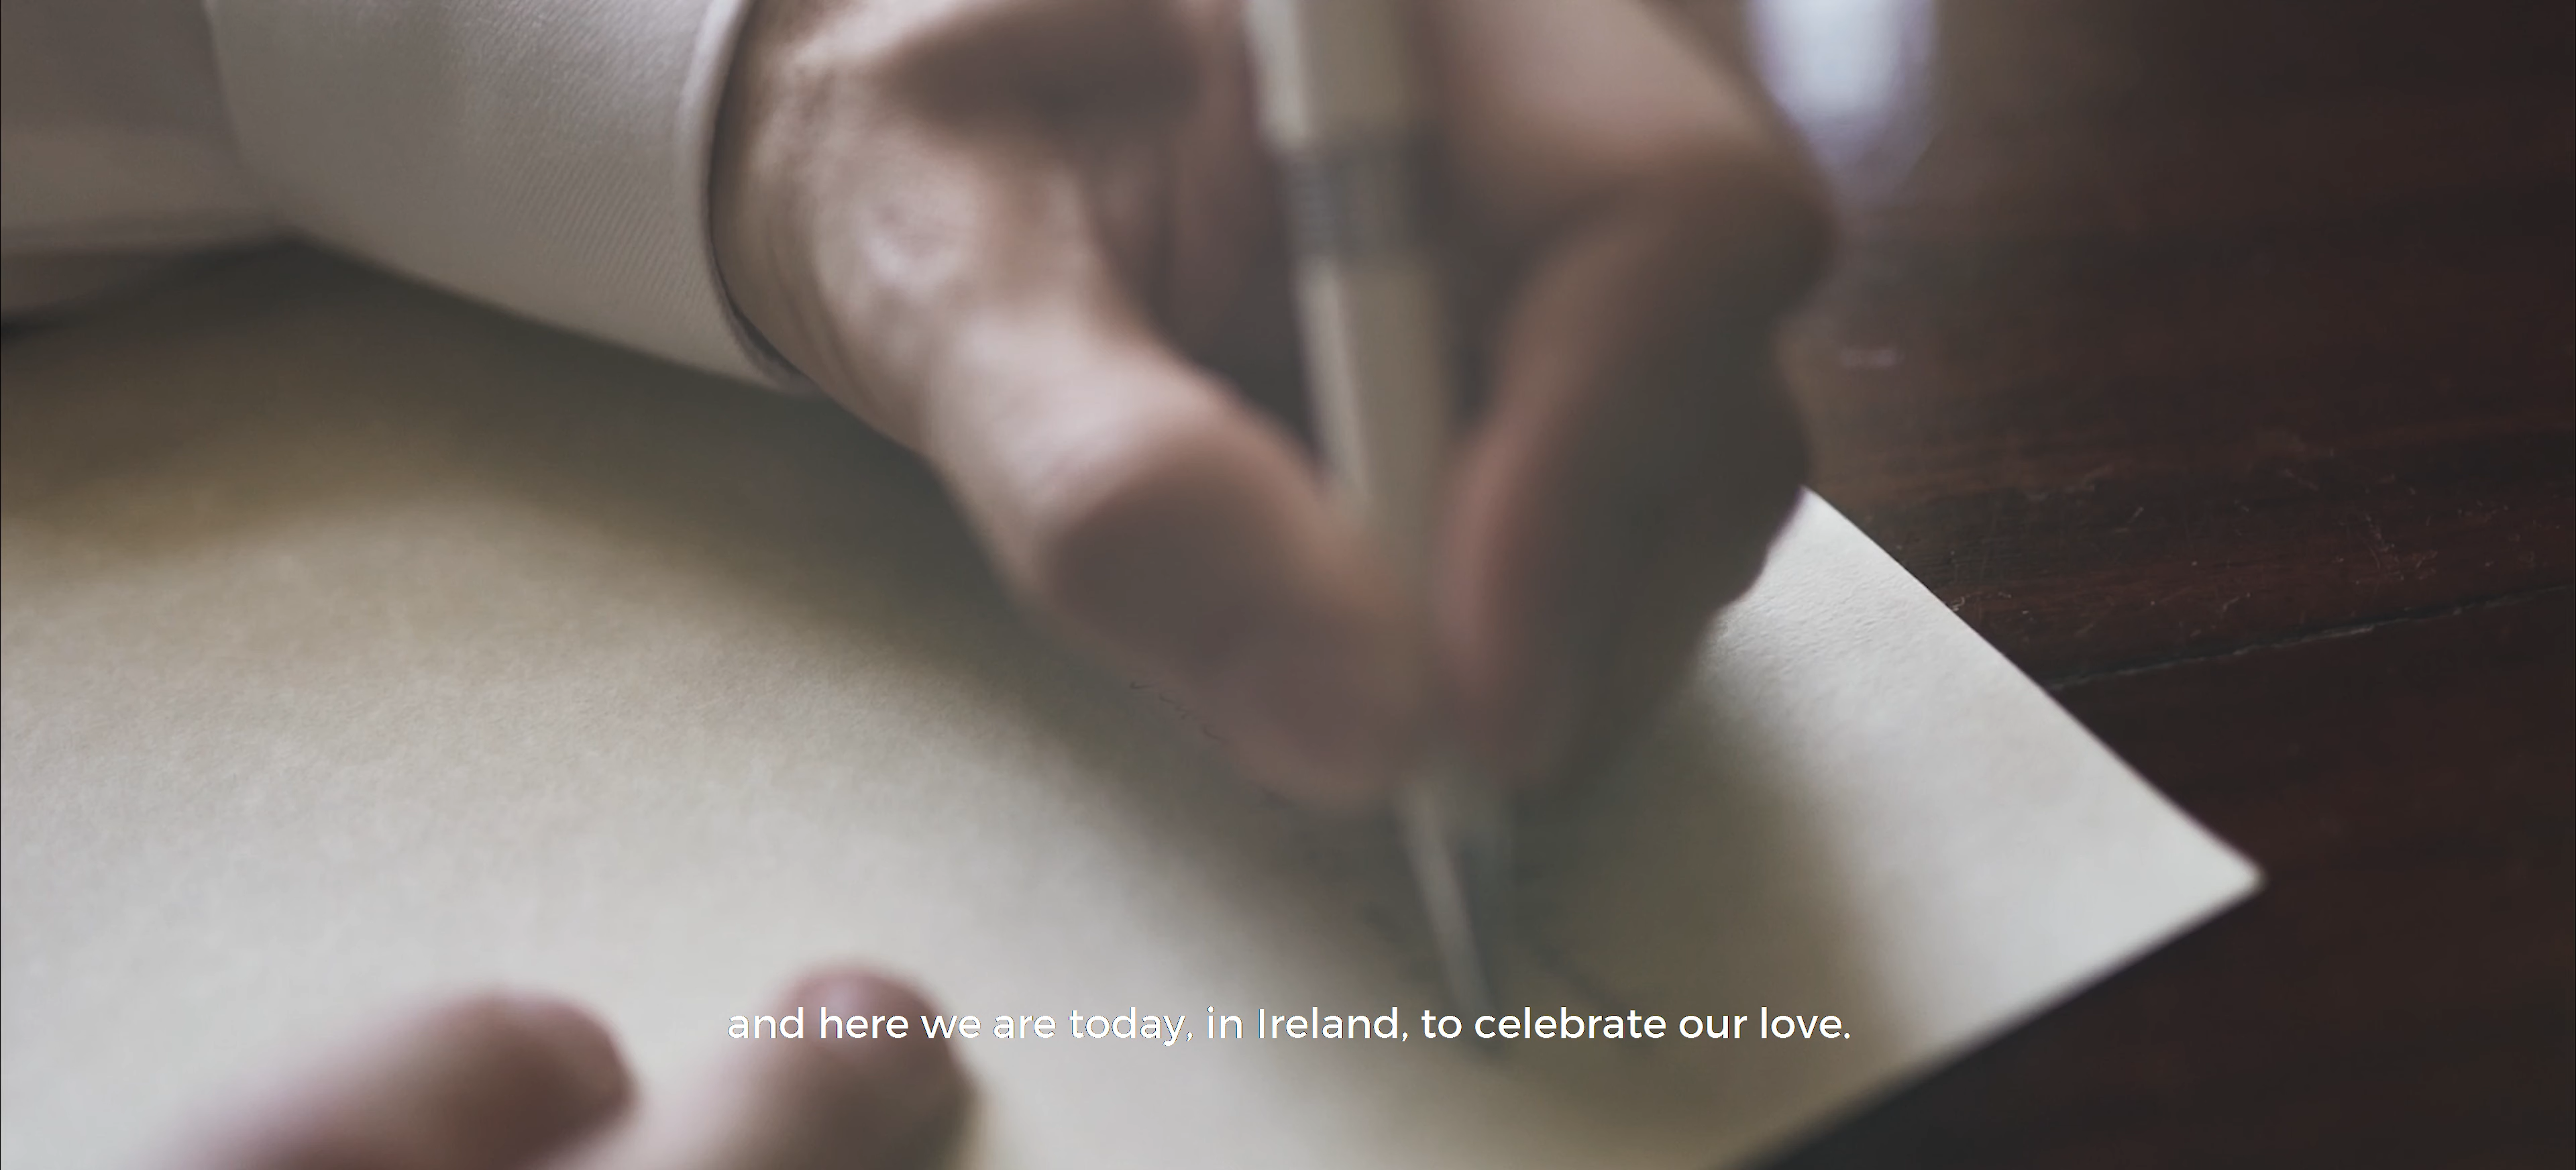 and here we are today, in Ireland, to celebrate our love.